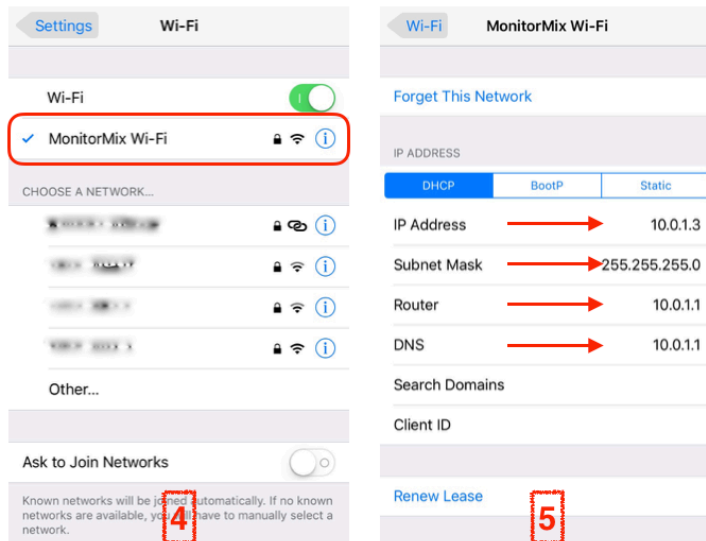 Settings
Wi-Fi
Wi-Fi
MonitorMix Wi-Fi
CHOOSE A NETWORK...
Other...
Ask to Join Networks
Known networks will be joined automatically. If no known
networks are available, you will have to manually select a
network.
4
Wi-Fi
MonitorMix Wi-Fi
Forget This Network
IP ADDRESS
DHCP
BootP
Static
IP Address 10.0.1.3
Subnet Mask 255.255.255.0
Router 10.0.1.1
DNS 10.0.1.1
Search Domains
Client ID
Renew Lease
5